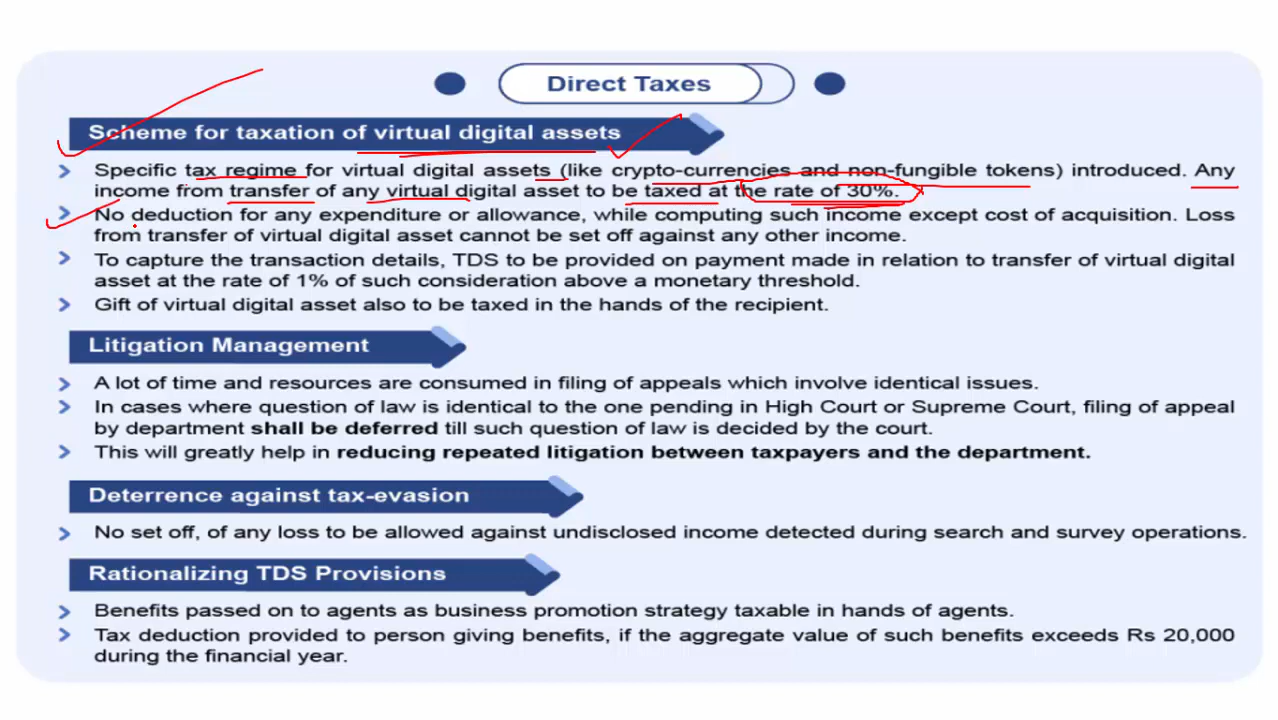 Direct Taxes
Scheme for taxation of virtual digital assets
Specific tax regime for virtual digital assets (like crypto-currencies and non-fungible tokens) introduced. Any
income from transfer of any virtual digital asset to be taxed at the rate of 30%.
No deduction for any expenditure or allowance, while computing such income except cost of acquisition. Loss
from transfer of virtual digital asset cannot be set off against any other income.
To capture the transaction details, TDS to be provided on payment made in relation to transfer of virtual digital
asset at the rate of 1% of such consideration above a monetary threshold.
Gift of virtual digital asset also to be taxed in the hands of the recipient.
Litigation Management
A lot of time and resources are consumed in filing of appeals which involve identical issues.
In cases where question of law is identical to the one pending in High Court or Supreme Court, filing of appeal
by department shall be deferred till such question of law is decided by the court.
This will greatly help in reducing repeated litigation between taxpayers and the department.
Deterrence against tax-evasion
No set off, of any loss to be allowed against undisclosed income detected during search and survey operations.
Rationalizing TDS Provisions
Benefits passed on to agents as business promotion strategy taxable in hands of agents.
Tax deduction provided to person giving benefits, if the aggregate value of such benefits exceeds Rs 20,000
during the financial year.